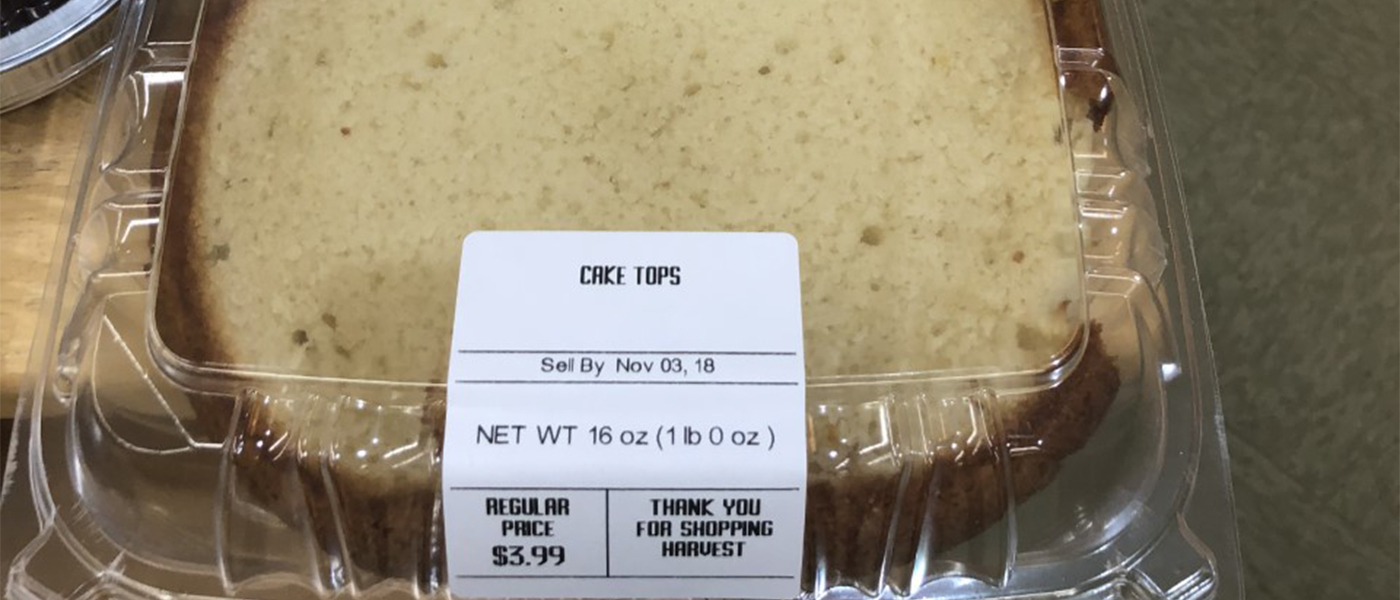 CAKE TOPS
Sell By Nov 03, 18
NET WT 16 oz (1 lb 0 oz )
REGULAR
PRICE
$3.99
THANK YOU
FOR SHOPPING
HARVEST